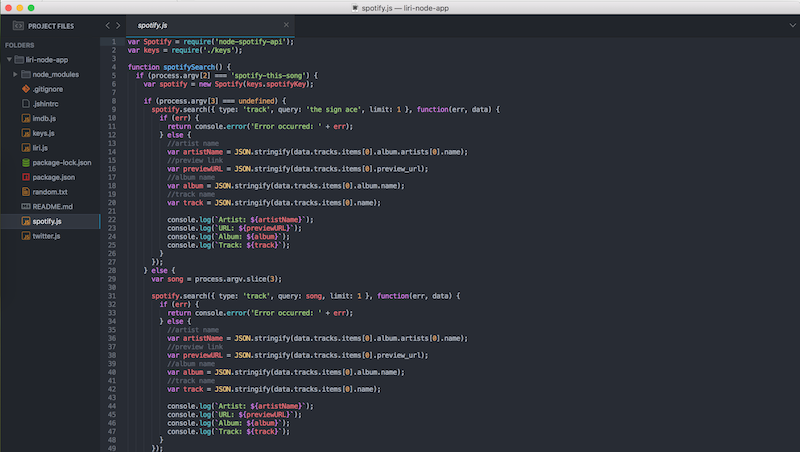 spotify.js — liri-node-app
PROJECT FILES
spotify.js
FOLDERS
liri-node-app
node_modules
.gitignore
.jshintrc
imdb.js
keys.js
liri.js
package-lock.json
package.json
random.txt
README.md
spotify.js
twitter.js
1 var Spotify = require('node-spotify-api');
2 var keys = require('./keys');
3
4 function spotifySearch() {
5 if (process.argv[2] === 'spotify-this-song') {
6 var spotify = new Spotify(keys.spotifyKey);
7
8 if (process.argv[3] === undefined) {
9 spotify.search({ type: 'track', query: 'the sign ace', limit: 1 }, function(err, data) {
10 if (err) {
11 return console.error('Error occurred: ' + err);
12 } else {
13 //artist name
14 var artistName = JSON.stringify(data.tracks.items[0].album.artists[0].name);
15 //preview link
16 var previewURL = JSON.stringify(data.tracks.items[0].preview_url);
17 //album name
18 var album = JSON.stringify(data.tracks.items[0].album.name);
19 //track name
20 var track = JSON.stringify(data.tracks.items[0].name);
21
22 console.log(`Artist: ${artistName}`);
23 console.log(`URL: ${previewURL}`);
24 console.log(`Album: ${album}`);
25 console.log(`Track: ${track}`);
26 }
27 });
28 } else {
29 var song = process.argv.slice(3);
30
31 spotify.search({ type: 'track', query: song, limit: 1 }, function(err, data) {
32 if (err) {
33 return console.error('Error occurred: ' + err);
34 } else {
35 //artist name
36 var artistName = JSON.stringify(data.tracks.items[0].album.artists[0].name);
37 //preview link
38 var previewURL = JSON.stringify(data.tracks.items[0].preview_url);
39 //album name
40 var album = JSON.stringify(data.tracks.items[0].album.name);
41 //track name
42 var track = JSON.stringify(data.tracks.items[0].name);
43
44 console.log(`Artist: ${artistName}`);
45 console.log(`URL: ${previewURL}`);
46 console.log(`Album: ${album}`);
47 console.log(`Track: ${track}`);
48 }
49 });